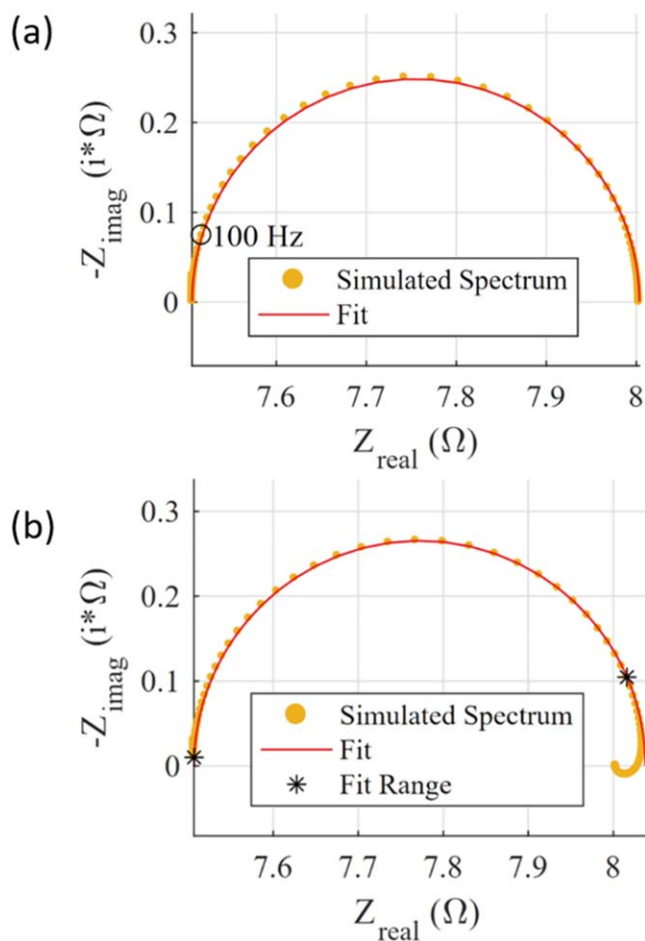 (a)
0.3
0.2
0.1
0
-Z_imag (i*Ω)
100 Hz
Simulated Spectrum
Fit
7.6 7.7 7.8 7.9 8
Z_real (Ω)
(b)
0.3
0.2
0.1
0
-Z_imag (i*Ω)
Simulated Spectrum
Fit
Fit Range
7.6 7.7 7.8 7.9 8
Z_real (Ω)